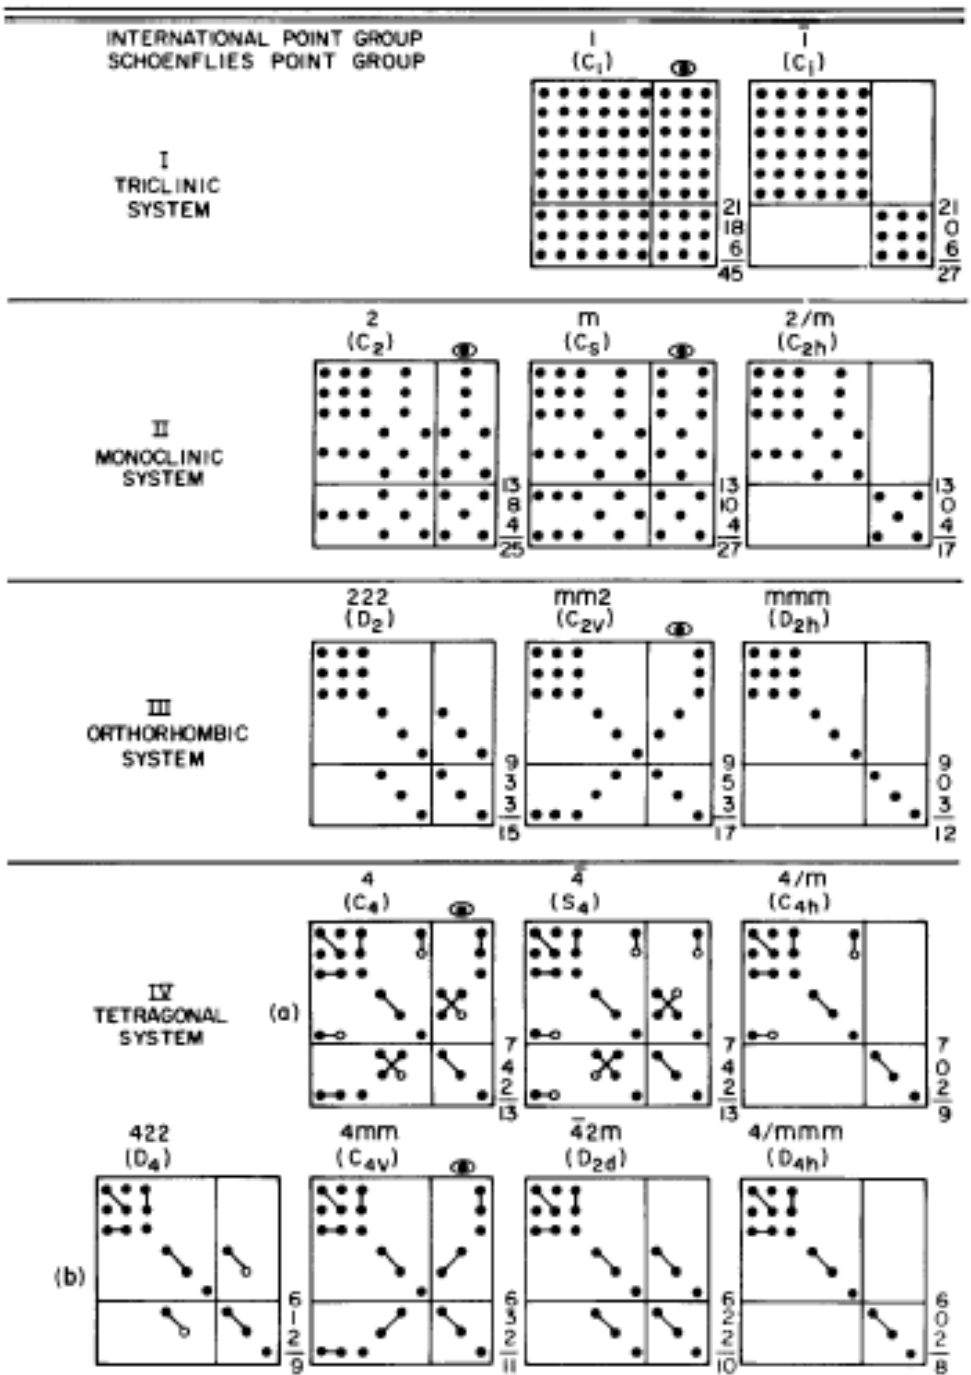 INTERNATIONAL POINT GROUP
SCHOENFLIES POINT GROUP
1
(C₁)
1̄
(Cᵢ)
I
TRICLINIC
SYSTEM
21
18
6
45
21
0
6
27
2
(C₂)
m
(Cₛ)
2/m
(C₂ₕ)
II
MONOCLINIC
SYSTEM
13
8
4
25
13
10
4
27
13
0
4
17
222
(D₂)
mm2
(C₂ᵥ)
mmm
(D₂ₕ)
III
ORTHORHOMBIC
SYSTEM
9
3
3
15
9
5
3
17
9
0
3
12
4
(C₄)
4̄
(S₄)
4/m
(C₄ₕ)
IV
TETRAGONAL
SYSTEM
(a)
7
4
2
13
7
4
2
13
7
0
2
9
422
(D₄)
4mm
(C₄ᵥ)
4̄2m
(D₂d)
4/mmm
(D₄ₕ)
(b)
6
1
2
9
6
3
2
11
6
2
2
10
6
0
2
8